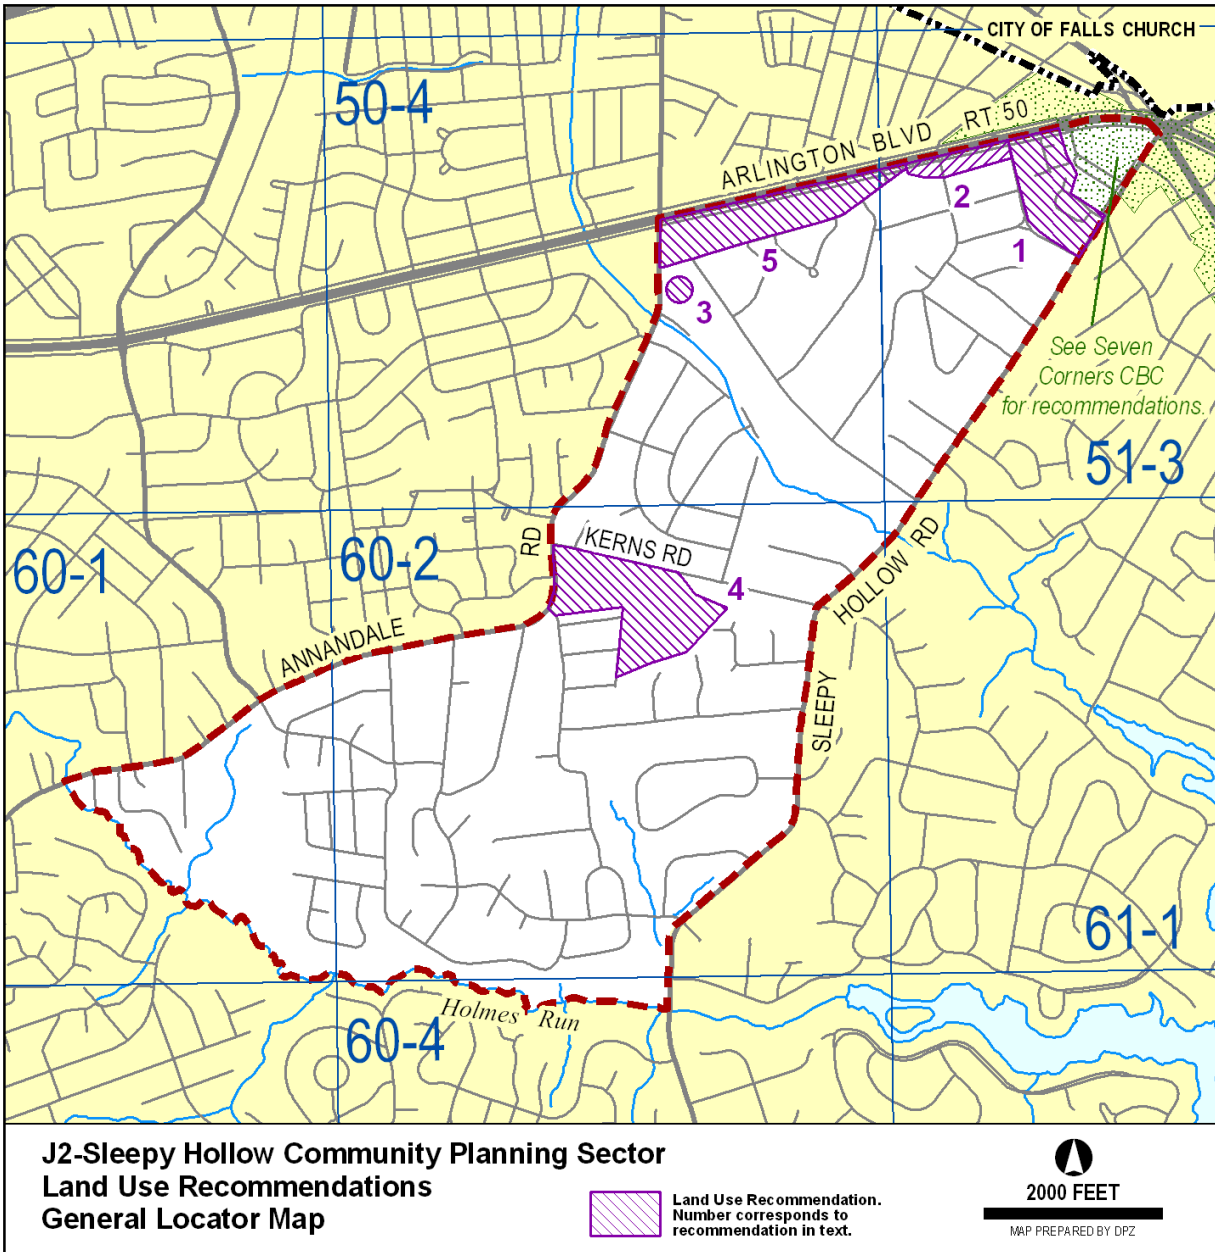 CITY OF FALLS CHURCH
50-4
ARLINGTON BLVD RT 50
2
1
5
3
See Seven
Corners CBC
for recommendations.
51-3
KERNS RD
RD
60-1
60-2
4
HOLLOW RD
ANNANDALE
SLEEPY
61-1
Holmes Run
60-4
J2-Sleepy Hollow Community Planning Sector
Land Use Recommendations
General Locator Map
Land Use Recommendation.
Number corresponds to
recommendation in text.
2000 FEET
MAP PREPARED BY DPZ